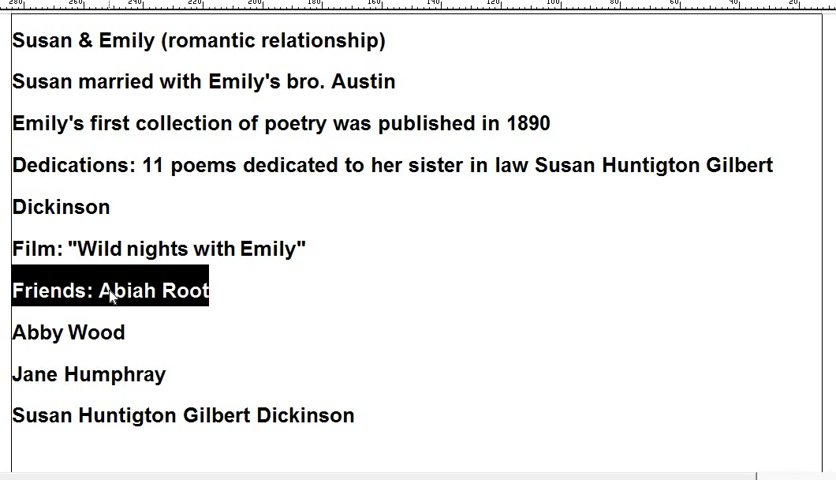 Susan & Emily (romantic relationship)
Susan married with Emily's bro. Austin
Emily's first collection of poetry was published in 1890
Dedications: 11 poems dedicated to her sister in law Susan Huntigton Gilbert
Dickinson
Film: "Wild nights with Emily"
Friends: Abiah Root
Abby Wood
Jane Humphray
Susan Huntigton Gilbert Dickinson